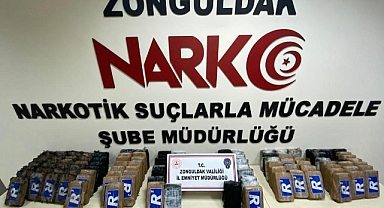 ZONGULDAK
NARKO
NARKOTİK SUÇLARLA MÜCADELE
ŞUBE MÜDÜRLÜĞÜ
T.C.
ZONGULDAK VALİLİĞİ
İL EMNİYET MÜDÜRLÜĞÜ
R R R R R R R R